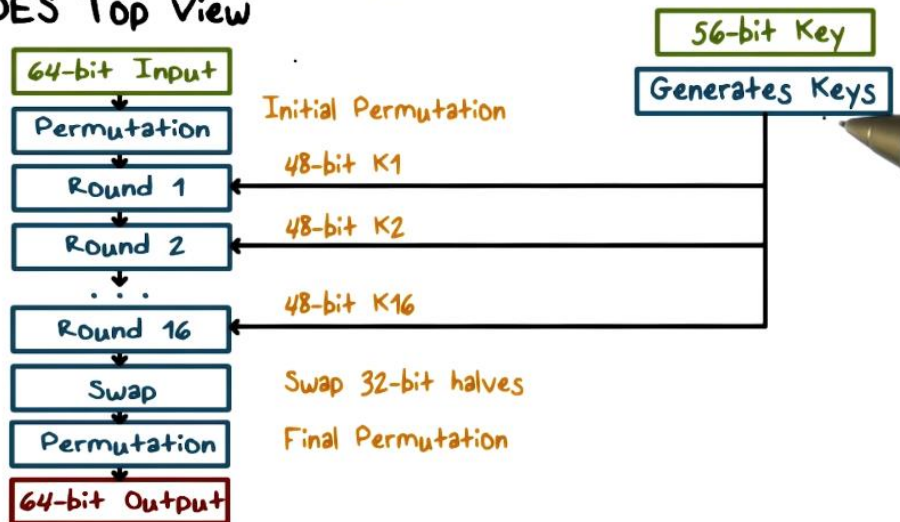 DES Top View
56-bit Key
Generates Keys
64-bit Input
Permutation
Initial Permutation
48-bit K1
Round 1
48-bit K2
Round 2
...
48-bit K16
Round 16
Swap
Swap 32-bit halves
Permutation
Final Permutation
64-bit Output